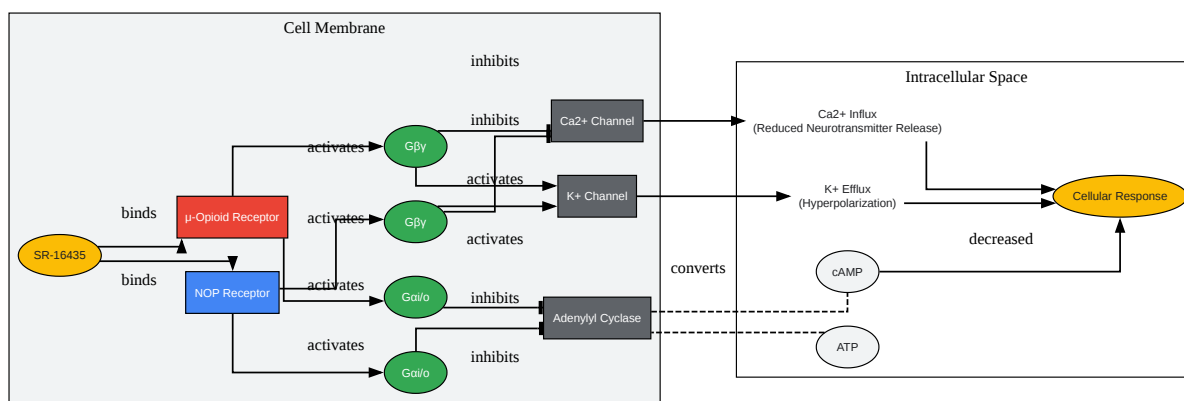 Cell Membrane
inhibits
Intracellular Space
inhibits
Ca2+ Channel
Ca2+ Influx
(Reduced Neurotransmitter Release)
Gβγ
activates
activates
K+ Channel
K+ Efflux
(Hyperpolarization)
Cellular Response
binds
μ-Opioid Receptor
activates
Gβγ
activates
decreased
SR-16435
binds
NOP Receptor
activates
Gαi/o
inhibits
converts
cAMP
Adenylyl Cyclase
activates
inhibits
ATP
Gαi/o